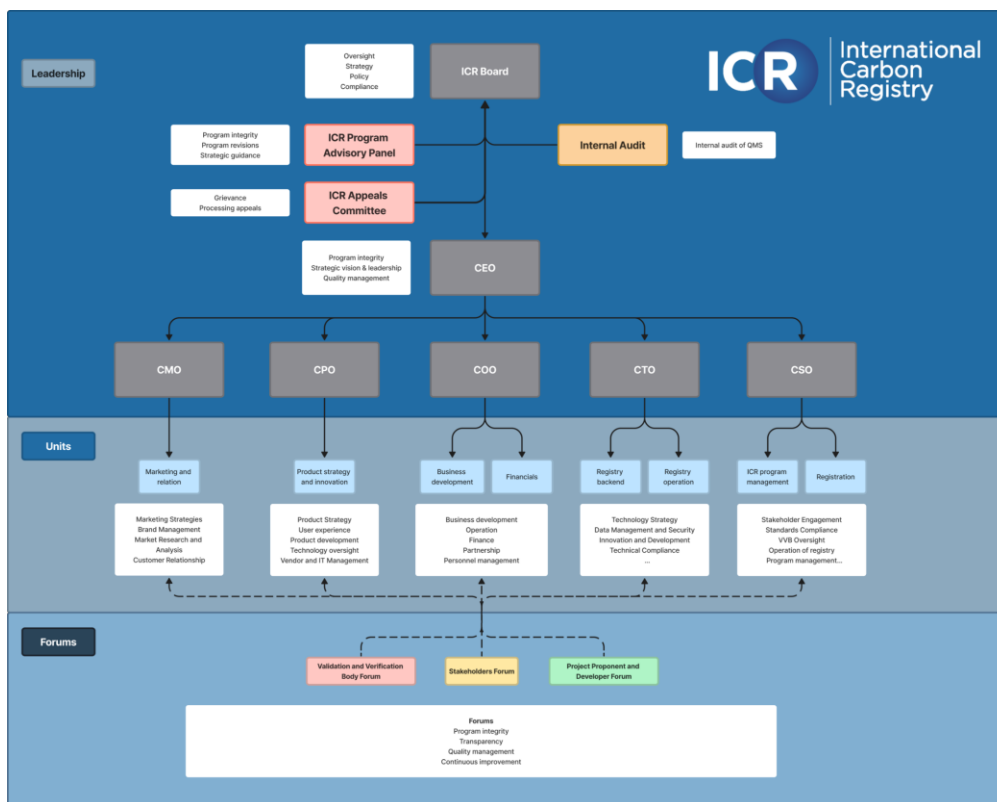 Leadership
Oversight
Strategy
Policy
Compliance
ICR Board
ICR
International
Carbon
Registry
Program integrity
Program revisions
Strategic guidance
ICR Program
Advisory Panel
Internal Audit
Internal audit of QMS
Grievance
Processing appeals
ICR Appeals
Committee
Program integrity
Strategic vision & leadership
Quality management
CEO
CMO
CPO
COO
CTO
CSO
Units
Marketing and
relation
Product strategy
and innovation
Business
development
Financials
Registry
backend
Registry
operation
ICR program
management
Registration
Marketing Strategies
Brand Management
Market Research and
Analysis
Customer Relationship
Product Strategy
User experience
Product development
Technology oversight
Vendor and IT Management
Business development
Operation
Finance
Partnership
Personnel management
Technology Strategy
Data Management and Security
Innovation and Development
Technical Compliance
...
Stakeholder Engagement
Standards Compliance
VVB Oversight
Operation of registry
Program management...
Forums
Validation and Verification
Body Forum
Stakeholders Forum
Project Proponent and
Developer Forum
Forums
Program integrity
Transparency
Quality management
Continuous improvement